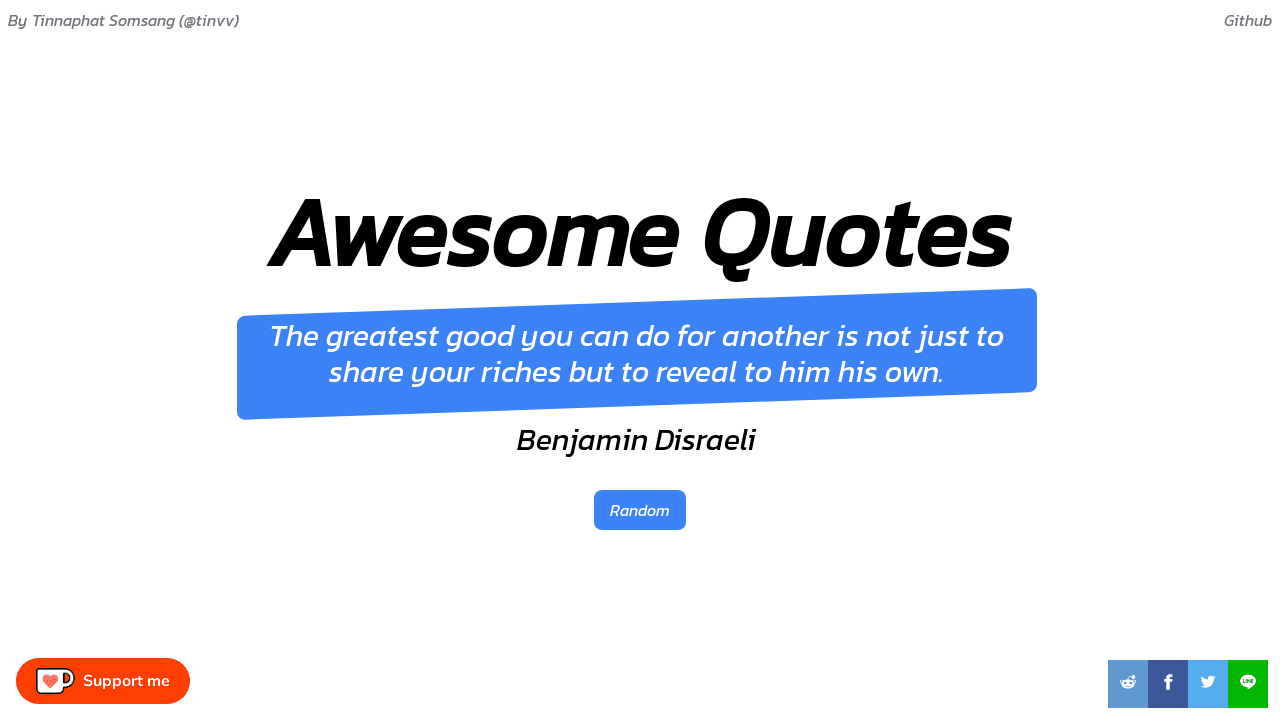 By Tinnaphat Somsang (@tinvv)
Github
Awesome Quotes
The greatest good you can do for another is not just to
share your riches but to reveal to him his own.
Benjamin Disraeli
Random
Support me
LINE